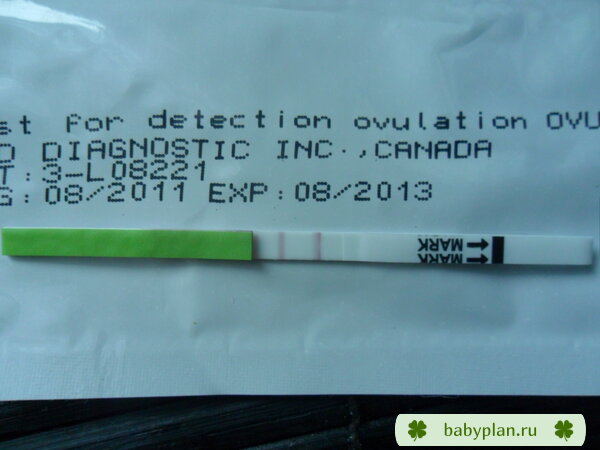 st for detection ovulation OVU
D DIAGNOSTIC INC.,CANADA
T:3-L08221
G:08/2011 EXP:08/2013
MARK
MARK
babyplan.ru